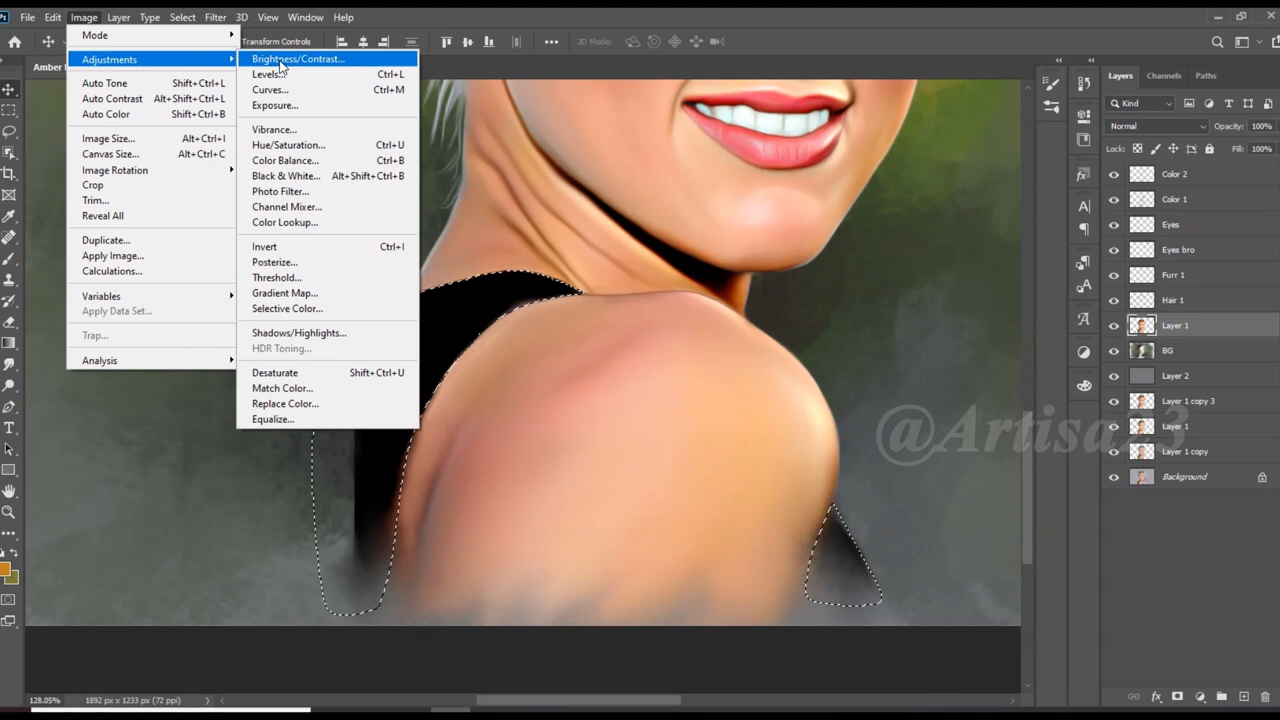 Ps File Edit Image Layer Type Select Filter 3D View Window Help
Transform Controls 3D Mode:
Amber
Mode
Adjustments
Auto Tone Shift+Ctrl+L
Auto Contrast Alt+Shift+Ctrl+L
Auto Color Shift+Ctrl+B
Image Size... Alt+Ctrl+I
Canvas Size... Alt+Ctrl+C
Image Rotation
Crop
Trim...
Reveal All
Duplicate...
Apply Image...
Calculations...
Variables
Apply Data Set...
Trap...
Analysis
Brightness/Contrast...
Levels... Ctrl+L
Curves... Ctrl+M
Exposure...
Vibrance...
Hue/Saturation... Ctrl+U
Color Balance... Ctrl+B
Black & White... Alt+Shift+Ctrl+B
Photo Filter...
Channel Mixer...
Color Lookup...
Invert Ctrl+I
Posterize...
Threshold...
Gradient Map...
Selective Color...
Shadows/Highlights...
HDR Toning...
Desaturate Shift+Ctrl+U
Match Color...
Replace Color...
Equalize...
Layers Channels Paths
Kind
Normal Opacity: 100%
Lock: Fill: 100%
Color 2
Color 1
Eyes
Eyes bro
Furr 1
Hair 1
Layer 1
BG
Layer 2
Layer 1 copy 3
Layer 1
Layer 1 copy
Background
@Artisa23
128.05% 1892 px x 1233 px (72 ppi)